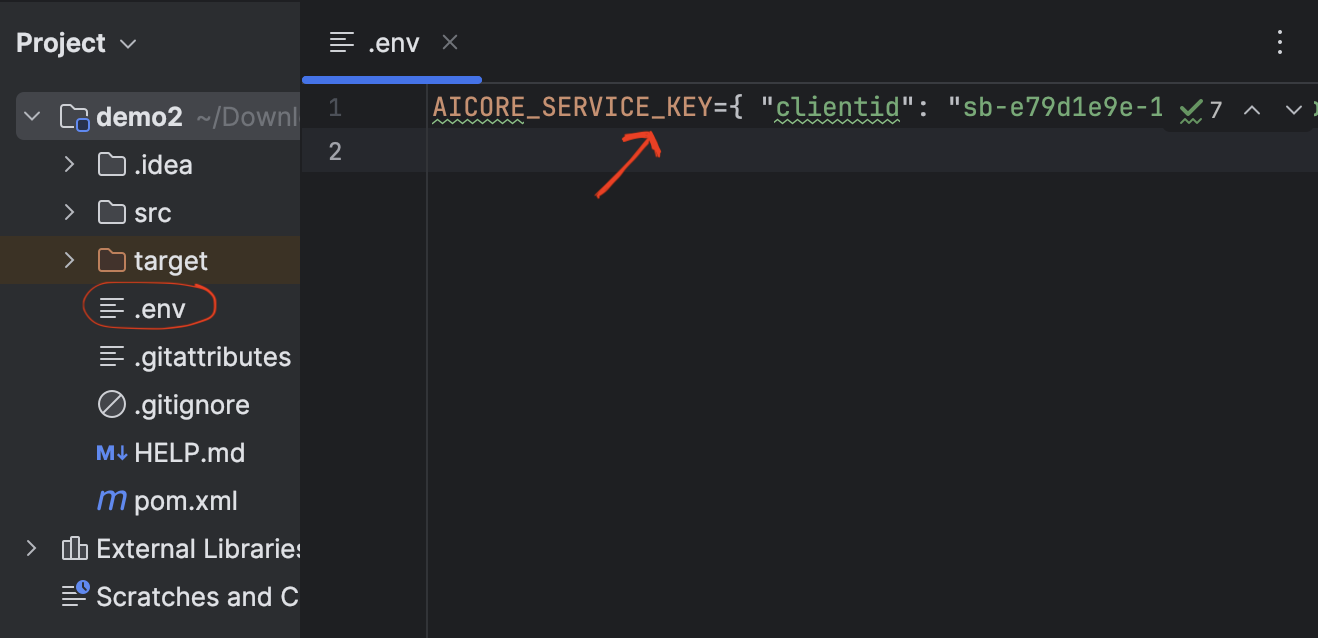 Project
.env
demo2 ~/Downl
.idea
src
target
.env
.gitattributes
.gitignore
M↓ HELP.md
m pom.xml
External Libraries
Scratches and C
1 AICORE_SERVICE_KEY={ "clientid": "sb-e79d1e9e-1 7
2